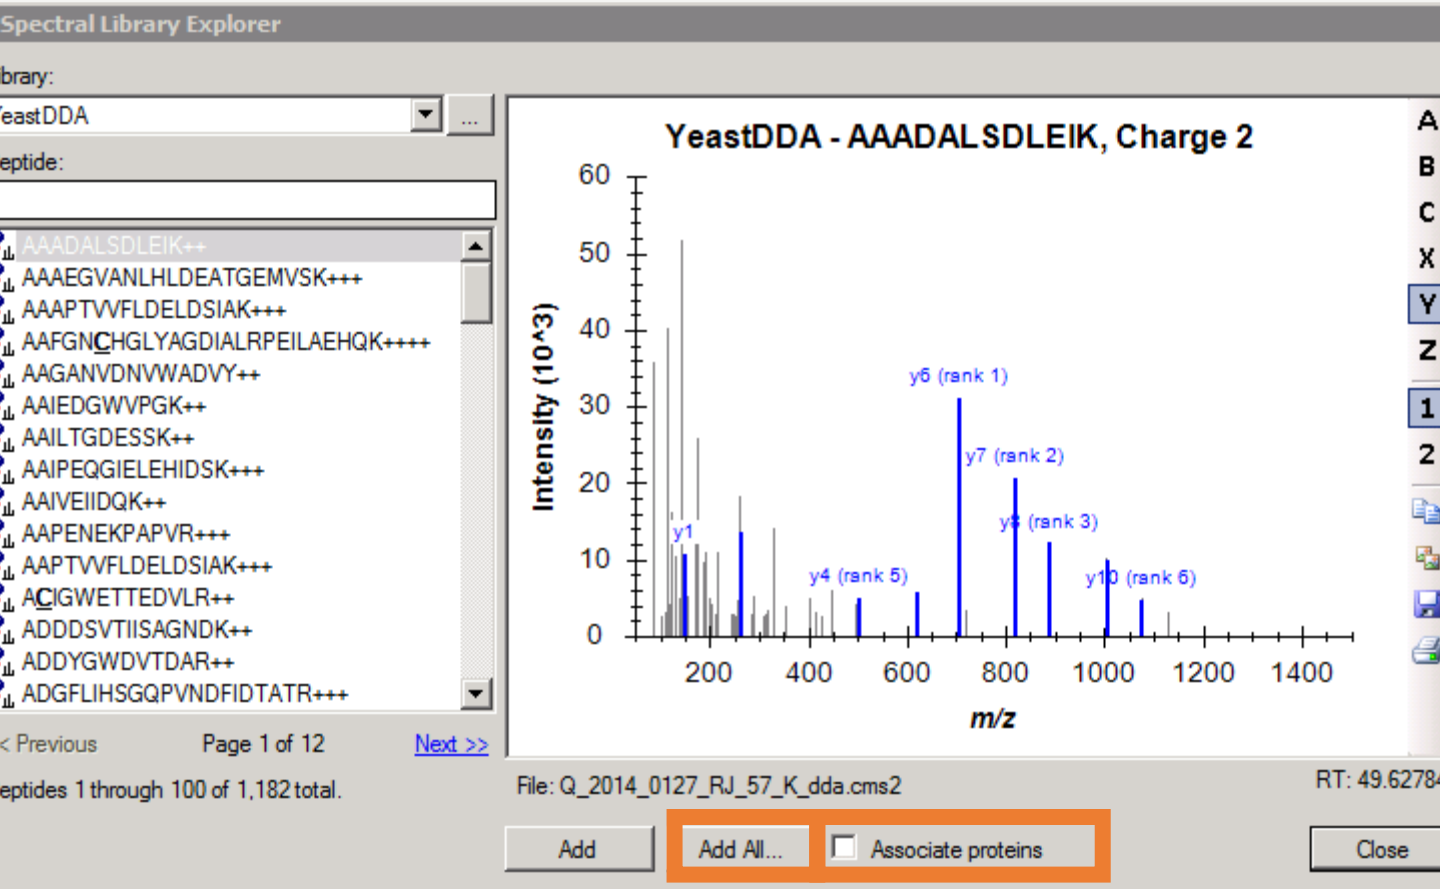 Spectral Library Explorer
ibrary:
YeastDDA
...
eptide:
AAADALSDLEIK++
AAAEGVANLHLDEATGEMVSK+++
AAAPTVVFLDELDSIAK+++
AAFGNCHGLYAGDIALRPEILAEHQK++++
AAGANVDNVWADVY++
AAIEDGWVPGK++
AAILTGDESSK++
AAIPEQGIELEHIDSK+++
AAIVEIIDQK++
AAPENEKPAPVR+++
AAPTVVFLDELDSIAK+++
ACIGWETTEDVLR++
ADDDSVTIISAGNDK++
ADDYGWDVTDAR++
ADGFLIHSGQPVNDFIDTATR+++
< Previous Page 1 of 12 Next >>
eptides 1 through 100 of 1,182 total.
YeastDDA - AAADALSDLEIK, Charge 2
Intensity (10^3)
60
50
40
30
20
10
0
y6 (rank 1)
y7 (rank 2)
y8 (rank 3)
y1
y4 (rank 5)
y10 (rank 6)
200 400 600 800 1000 1200 1400
m/z
A
B
C
X
Y
Z
1
2
File: Q_2014_0127_RJ_57_K_dda.cms2
RT: 49.62784
Add
Add All...
Associate proteins
Close